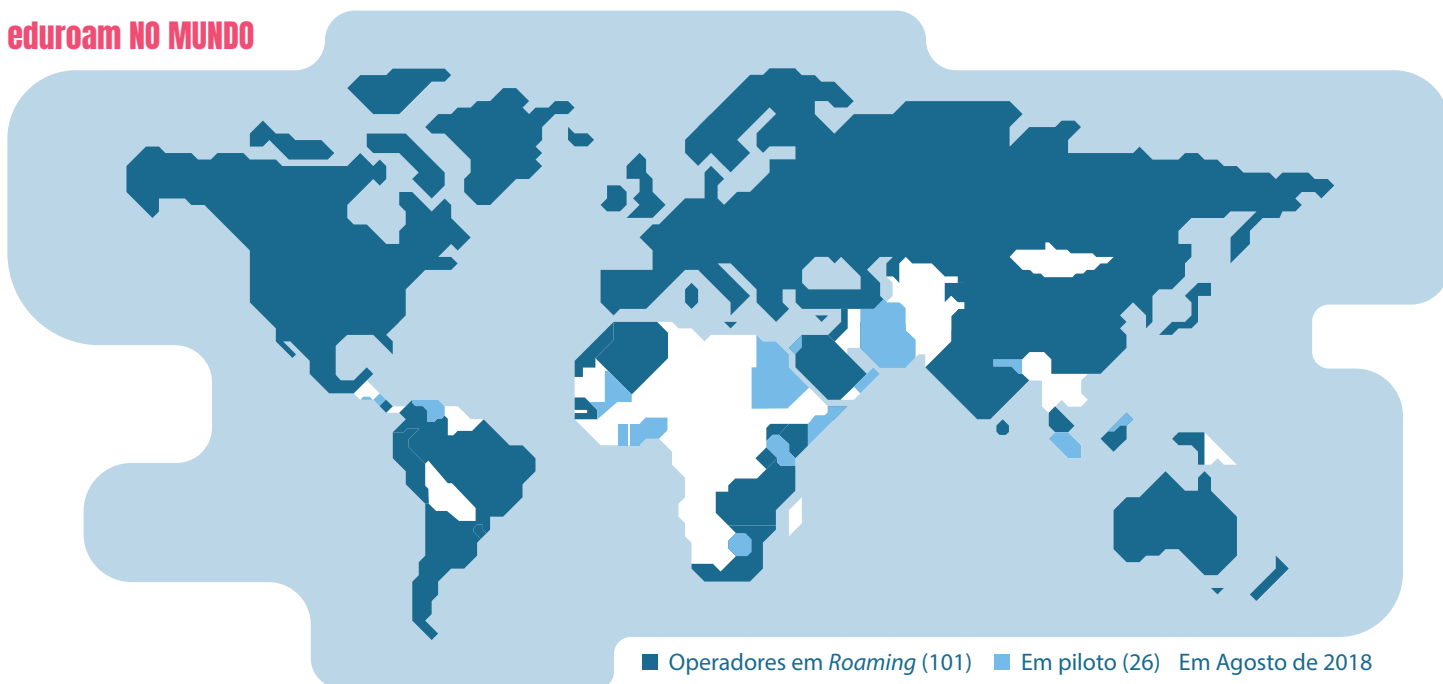 eduroam NO MUNDO
Operadores em Roaming (101) Em piloto (26) Em Agosto de 2018